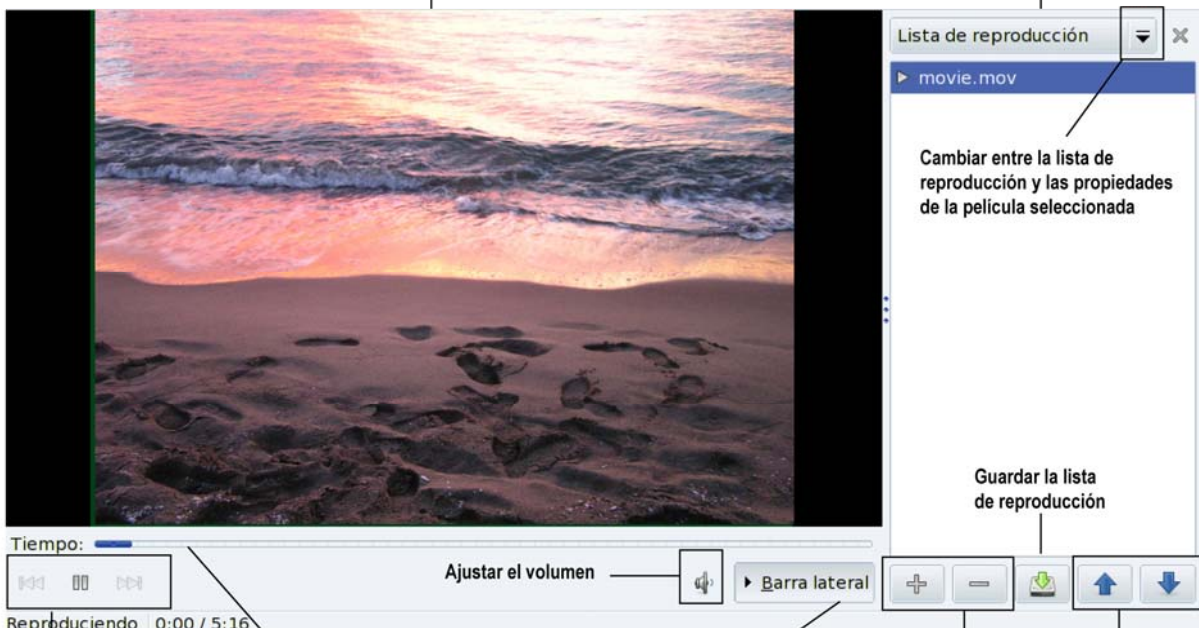 Lista de reproducción
movie.mov
Cambiar entre la lista de
reproducción y las propiedades
de la película seleccionada
Guardar la lista
de reproducción
Tiempo:
Ajustar el volumen
Barra lateral
Reproduciendo 0:00 / 5:16